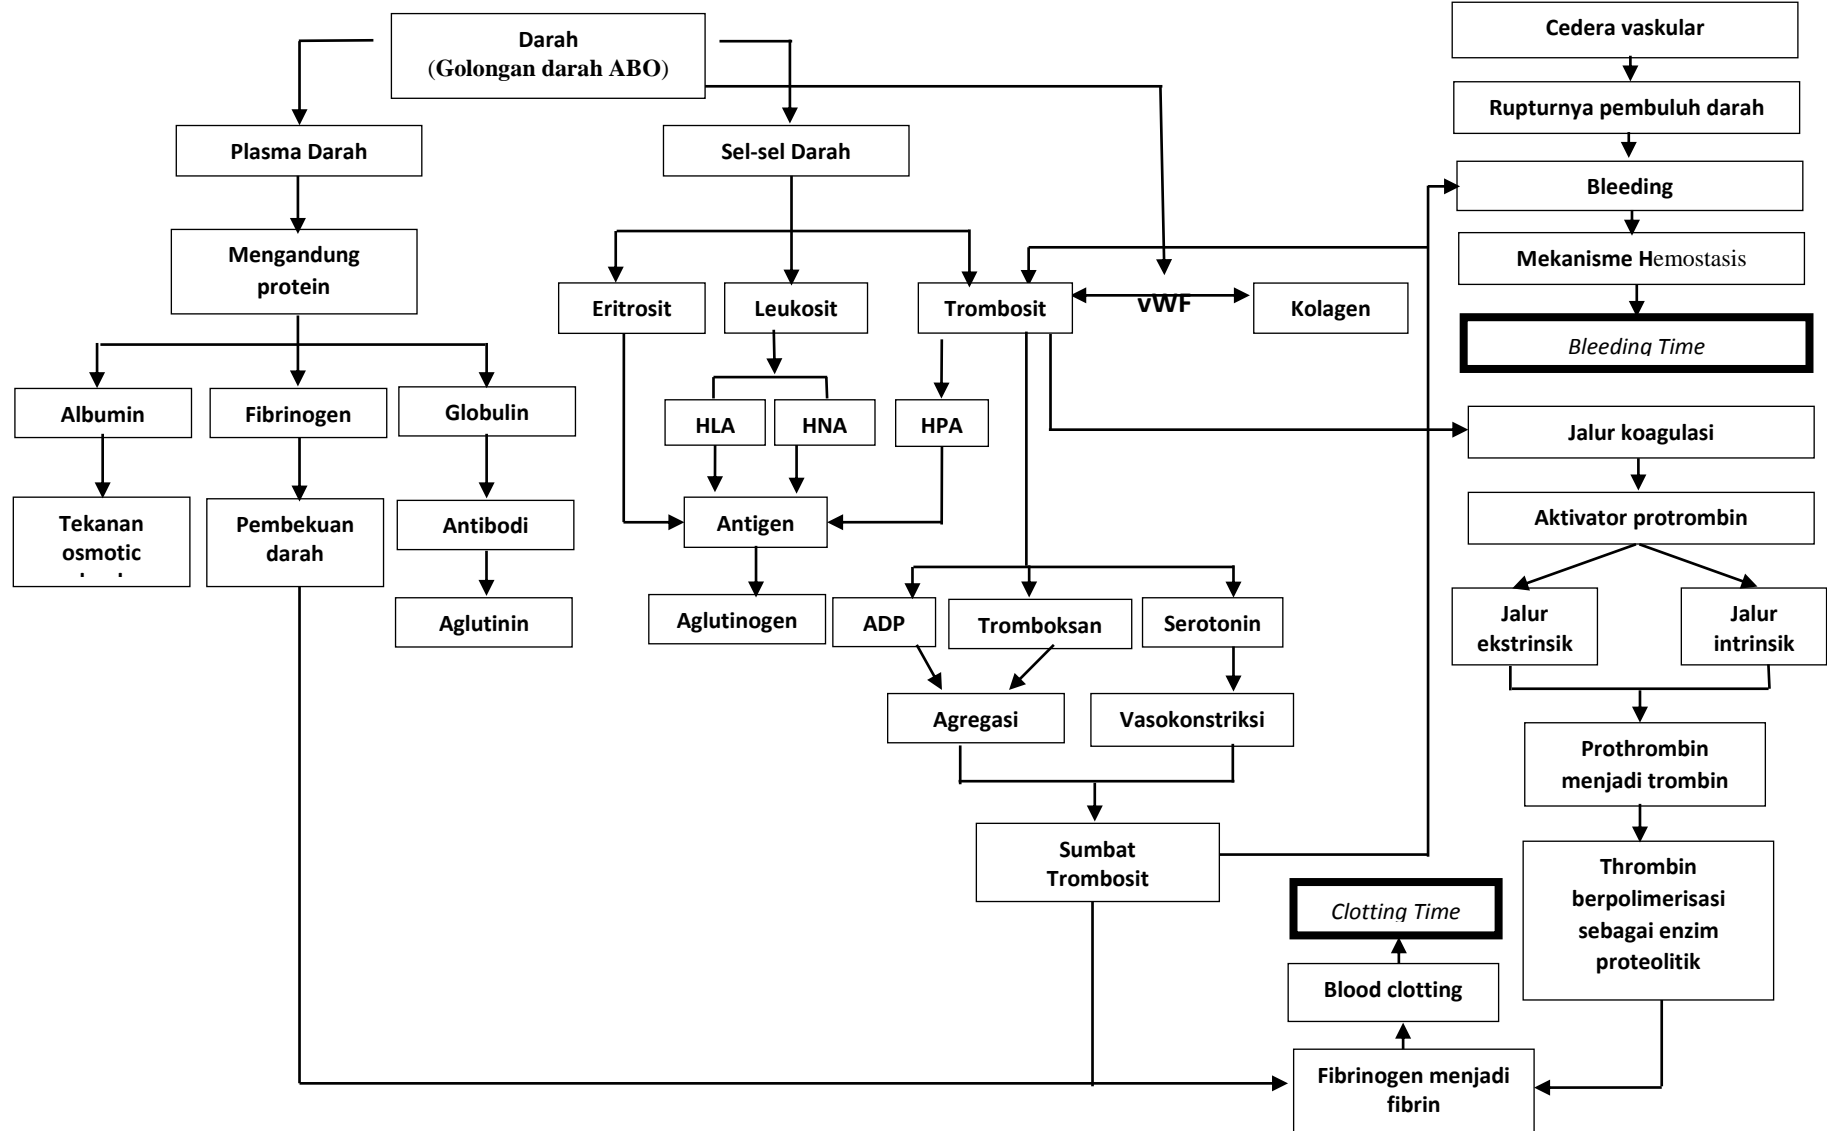 Darah
(Golongan darah ABO)
Cedera vaskular
Rupturnya pembuluh darah
Plasma Darah
Sel-sel Darah
Bleeding
Mengandung
protein
Mekanisme Hemostasis
Eritrosit
Leukosit
Trombosit
vWF
Kolagen
Bleeding Time
Albumin
Fibrinogen
Globulin
HLA
HNA
HPA
Jalur koagulasi
Tekanan
osmotic
Pembekuan
darah
Antibodi
Antigen
Aktivator protrombin
Aglutinin
Aglutinogen
ADP
Tromboksan
Serotonin
Jalur
ekstrinsik
Jalur
intrinsik
Agregasi
Vasokonstriksi
Prothrombin
menjadi trombin
Sumbat
Trombosit
Thrombin
berpolimerisasi
sebagai enzim
proteolitik
Clotting Time
Blood clotting
Fibrinogen menjadi
fibrin